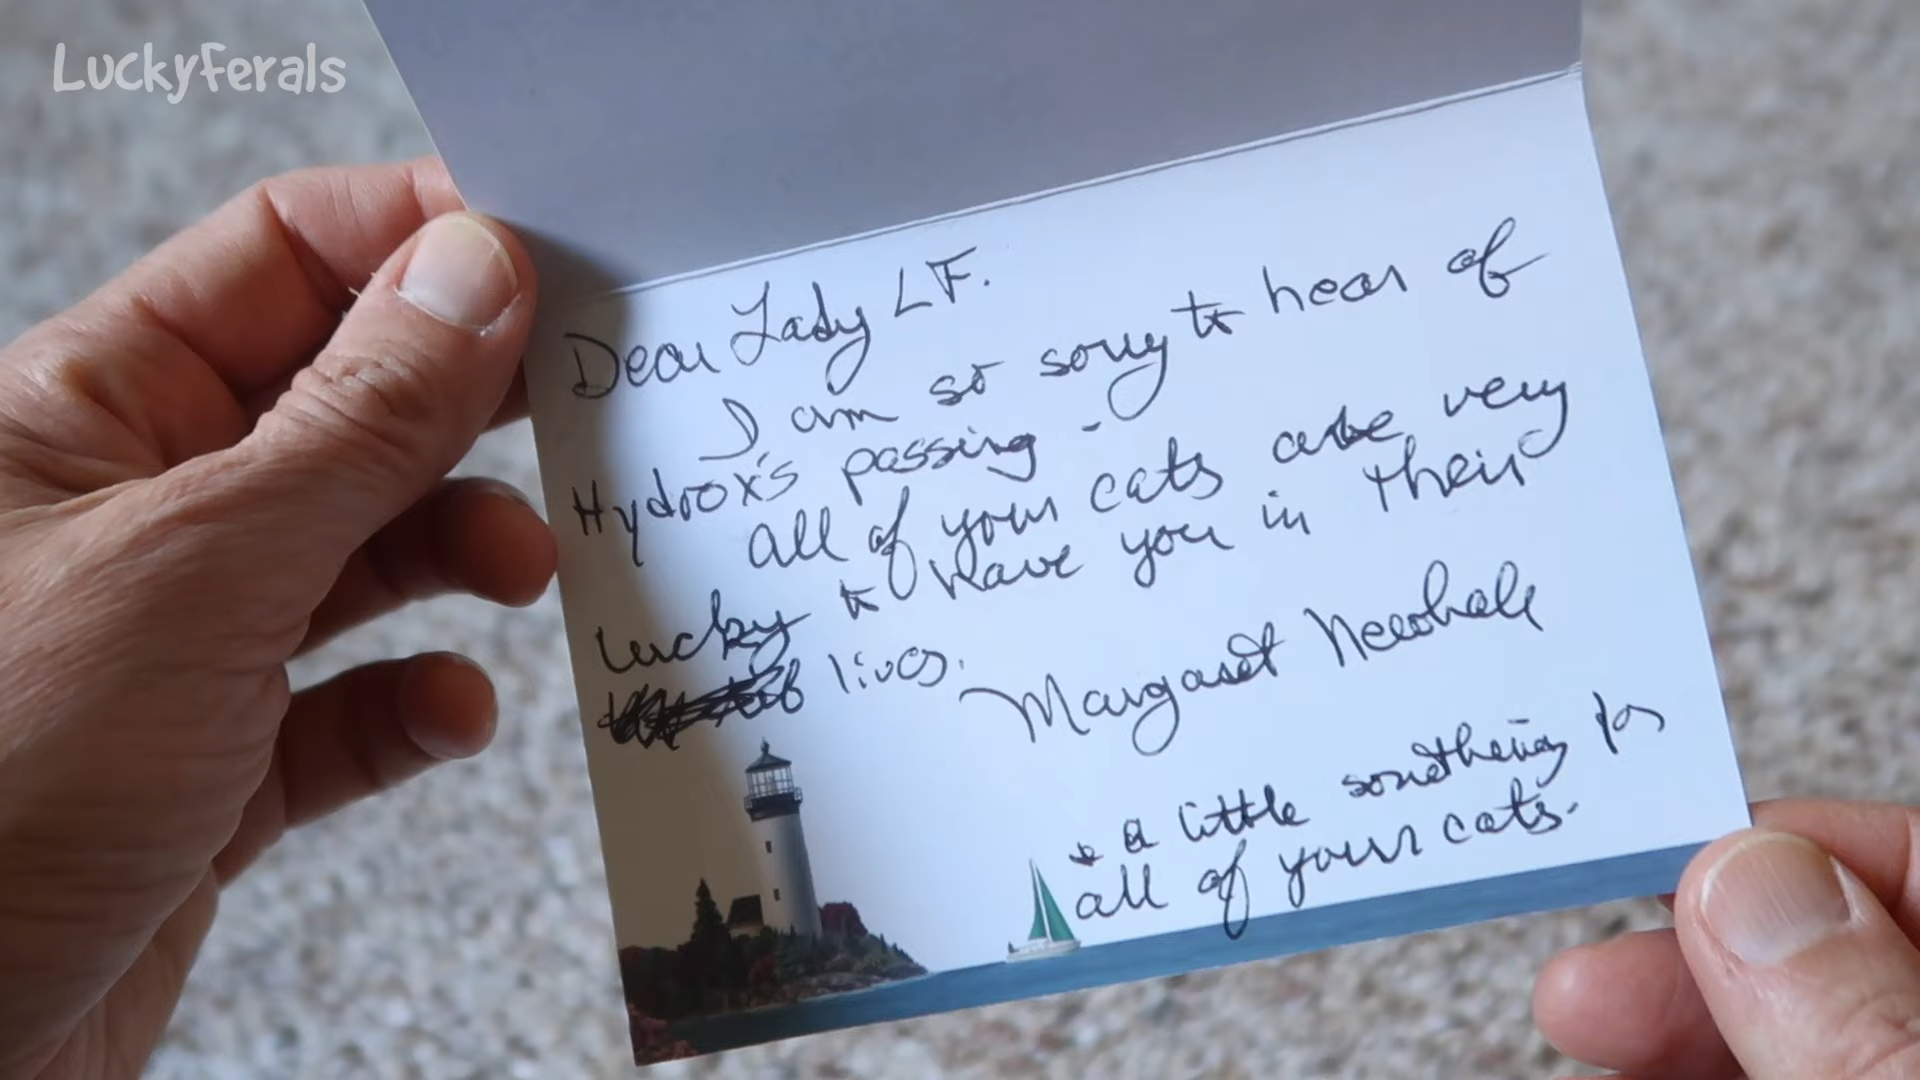 Luckyferals
Dear Lady LF.
I am so sorry to hear of
Hydrox's passing -
all of your cats are very
lucky to have you in their
lives.
Margaret Newhall
* a little something for
all of your cats.